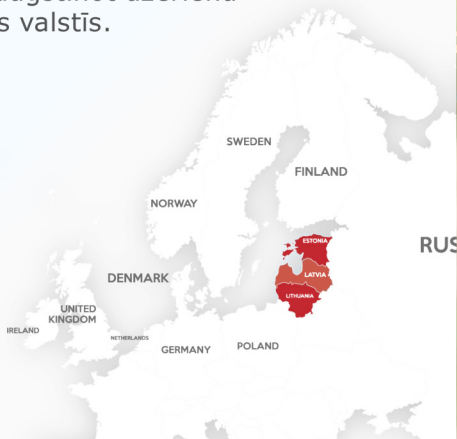 s valstīs.
SWEDEN
FINLAND
NORWAY
ESTONIA
RUS
LATVIA
DENMARK
LITHUANIA
UNITED
KINGDOM
IRELAND
NETHERLANDS
GERMANY
POLAND